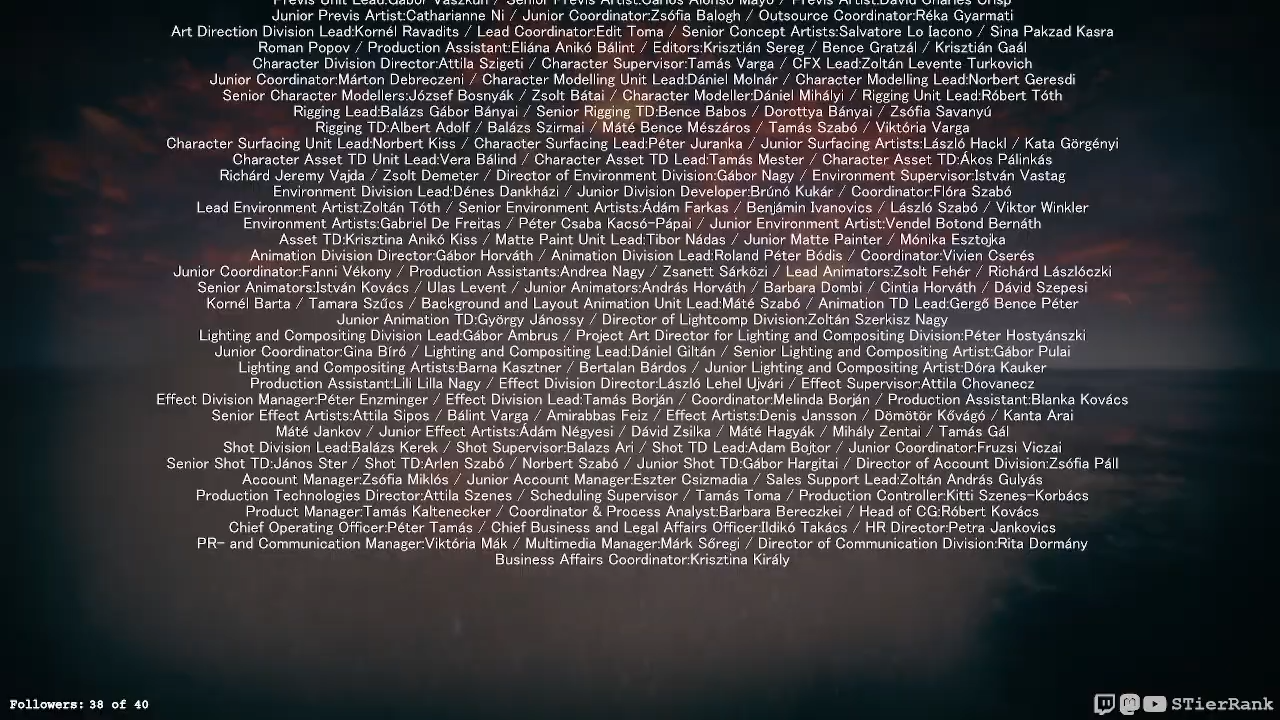 Previs Unit Lead:Gábor Vaszkun / Senior Previs Artist:Carlos Alonso Mayo / Previs Artist:David Charles Crisp
Junior Previs Artist:Catharianne Ni / Junior Coordinator:Zsófia Balogh / Outsource Coordinator:Réka Gyarmati
Art Direction Division Lead:Kornél Ravadits / Lead Coordinator:Edit Toma / Senior Concept Artists:Salvatore Lo Iacono / Sina Pakzad Kasra
Roman Popov / Production Assistant:Eliána Anikó Bálint / Editors:Krisztián Sereg / Bence Gratzál / Krisztián Gaál
Character Division Director:Attila Szigeti / Character Supervisor:Tamás Varga / CFX Lead:Zoltán Levente Turkovich
Junior Coordinator:Márton Debreczeni / Character Modelling Unit Lead:Dániel Molnár / Character Modelling Lead:Norbert Geresdi
Senior Character Modellers:József Bosnyák / Zsolt Bátai / Character Modeller:Dániel Mihályi / Rigging Unit Lead:Róbert Tóth
Rigging Lead:Balázs Gábor Bányai / Senior Rigging TD:Bence Babos / Dorottya Bányai / Zsófia Savanyú
Rigging TD:Albert Adolf / Balázs Szirmai / Máté Bence Mészáros / Tamás Szabó / Viktória Varga
Character Surfacing Unit Lead:Norbert Kiss / Character Surfacing Lead:Péter Juranka / Junior Surfacing Artists:László Hackl / Kata Görgényi
Character Asset TD Unit Lead:Vera Bálind / Character Asset TD Lead:Tamás Mester / Character Asset TD:Ákos Pálinkás
Richárd Jeremy Vajda / Zsolt Demeter / Director of Environment Division:Gábor Nagy / Environment Supervisor:István Vastag
Environment Division Lead:Dénes Dankházi / Junior Division Developer:Brúnó Kukár / Coordinator:Flóra Szabó
Lead Environment Artist:Zoltán Tóth / Senior Environment Artists:Ádám Farkas / Benjámin Ivanovics / László Szabó / Viktor Winkler
Environment Artists:Gabriel De Freitas / Péter Csaba Kacsó-Pápai / Junior Environment Artist:Vendel Botond Bernáth
Asset TD:Krisztina Anikó Kiss / Matte Paint Unit Lead:Tibor Nádas / Junior Matte Painter / Mónika Esztojka
Animation Division Director:Gábor Horváth / Animation Division Lead:Roland Péter Bódis / Coordinator:Vivien Cserés
Junior Coordinator:Fanni Vékony / Production Assistants:Andrea Nagy / Zsanett Sárközi / Lead Animators:Zsolt Fehér / Richárd Lászlóczki
Senior Animators:István Kovács / Ulas Levent / Junior Animators:András Horváth / Barbara Dombi / Cintia Horváth / Dávid Szepesi
Kornél Barta / Tamara Szűcs / Background and Layout Animation Unit Lead:Máté Szabó / Animation TD Lead:Gergő Bence Péter
Junior Animation TD:György Jánossy / Director of Lightcomp Division:Zoltán Szerkisz Nagy
Lighting and Compositing Division Lead:Gábor Ambrus / Project Art Director for Lighting and Compositing Division:Péter Hostyánszki
Junior Coordinator:Gina Bíró / Lighting and Compositing Lead:Dániel Giltán / Senior Lighting and Compositing Artist:Gábor Pulai
Lighting and Compositing Artists:Barna Kasztner / Bertalan Bárdos / Junior Lighting and Compositing Artist:Dóra Kauker
Production Assistant:Lili Lilla Nagy / Effect Division Director:László Lehel Ujvári / Effect Supervisor:Attila Chovanecz
Effect Division Manager:Péter Enzminger / Effect Division Lead:Tamás Borján / Coordinator:Melinda Borján / Production Assistant:Blanka Kovács
Senior Effect Artists:Attila Sipos / Bálint Varga / Amirabbas Feiz / Effect Artists:Denis Jansson / Dömötör Kővágó / Kanta Arai
Máté Jankov / Junior Effect Artists:Ádám Négyesi / Dávid Zsilka / Máté Hagyák / Mihály Zentai / Tamás Gál
Shot Division Lead:Balázs Kerek / Shot Supervisor:Balazs Ari / Shot TD Lead:Adam Bojtor / Junior Coordinator:Fruzsi Viczai
Senior Shot TD:János Ster / Shot TD:Arlen Szabó / Norbert Szabó / Junior Shot TD:Gábor Hargitai / Director of Account Division:Zsófia Páll
Account Manager:Zsófia Miklós / Junior Account Manager:Eszter Csizmadia / Sales Support Lead:Zoltán András Gulyás
Production Technologies Director:Attila Szenes / Scheduling Supervisor / Tamás Toma / Production Controller:Kitti Szenes-Korbács
Product Manager:Tamás Kaltenecker / Coordinator & Process Analyst:Barbara Bereczkei / Head of CG:Róbert Kovács
Chief Operating Officer:Péter Tamás / Chief Business and Legal Affairs Officer:Ildikó Takács / HR Director:Petra Jankovics
PR- and Communication Manager:Viktória Mák / Multimedia Manager:Márk Sőregi / Director of Communication Division:Rita Dormány
Business Affairs Coordinator:Krisztina Király
Followers: 38 of 40
STierRank